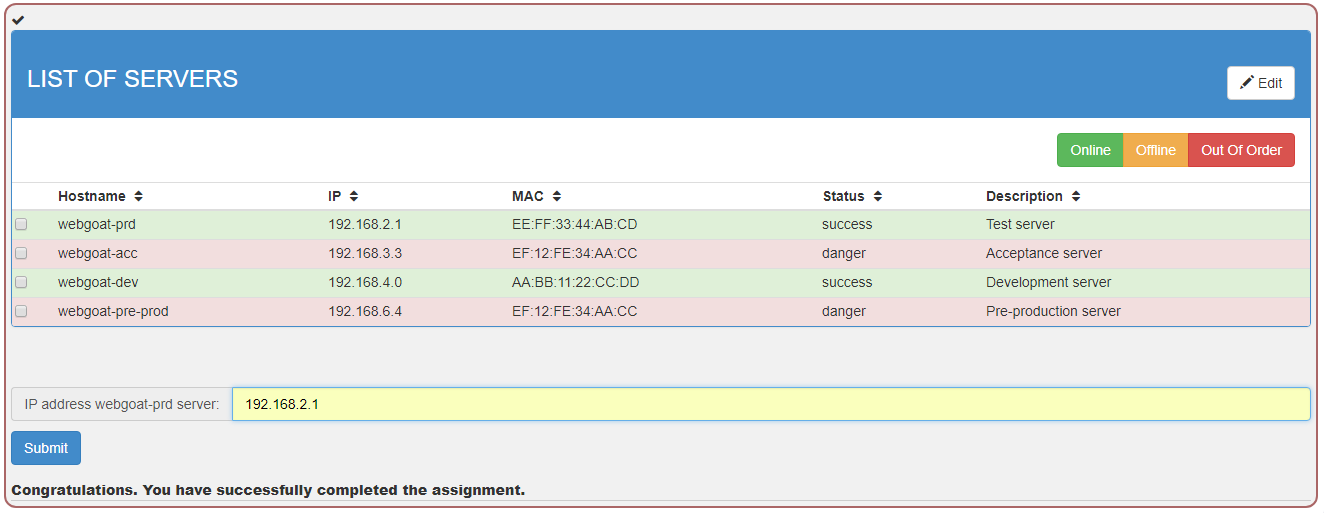 LIST OF SERVERS
Edit
Online Offline Out Of Order
Hostname IP MAC Status Description
webgoat-prd 192.168.2.1 EE:FF:33:44:AB:CD success Test server
webgoat-acc 192.168.3.3 EF:12:FE:34:AA:CC danger Acceptance server
webgoat-dev 192.168.4.0 AA:BB:11:22:CC:DD success Development server
webgoat-pre-prod 192.168.6.4 EF:12:FE:34:AA:CC danger Pre-production server
IP address webgoat-prd server: 192.168.2.1
Submit
Congratulations. You have successfully completed the assignment.